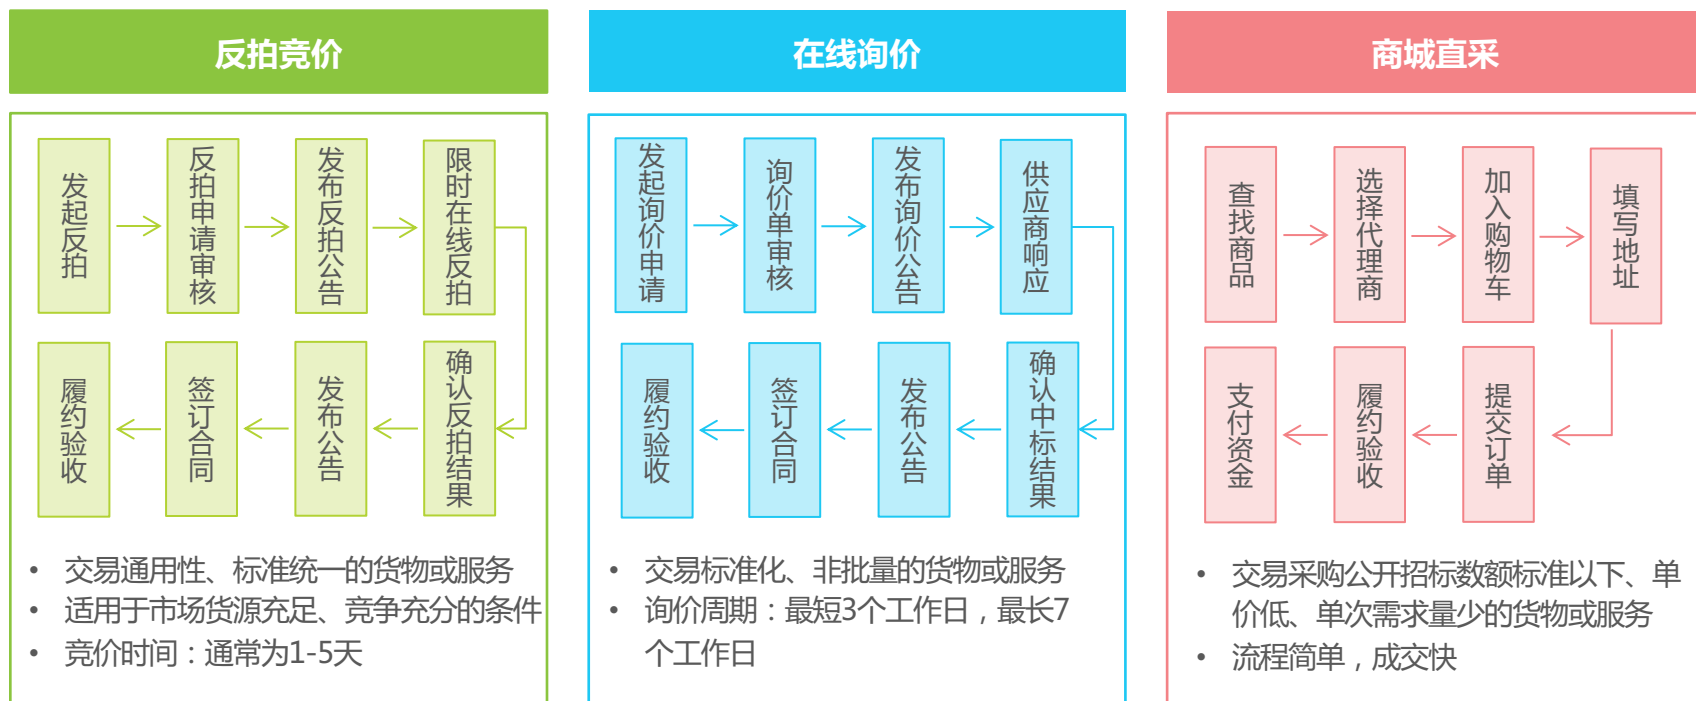 反拍竞价
发起反拍
反拍申请审核
发布反拍公告
限时在线反拍
确认反拍结果
发布公告
签订合同
履约验收
• 交易通用性、标准统一的货物或服务
• 适用于市场货源充足、竞争充分的条件
• 竞价时间：通常为1-5天
在线询价
发起询价申请
询价单审核
发布询价公告
供应商响应
确认中标结果
发布公告
签订合同
履约验收
• 交易标准化、非批量的货物或服务
• 询价周期：最短3个工作日，最长7
个工作日
商城直采
查找商品
选择代理商
加入购物车
填写地址
提交订单
履约验收
支付资金
• 交易采购公开招标数额标准以下、单
价低、单次需求量少的货物或服务
• 流程简单，成交快